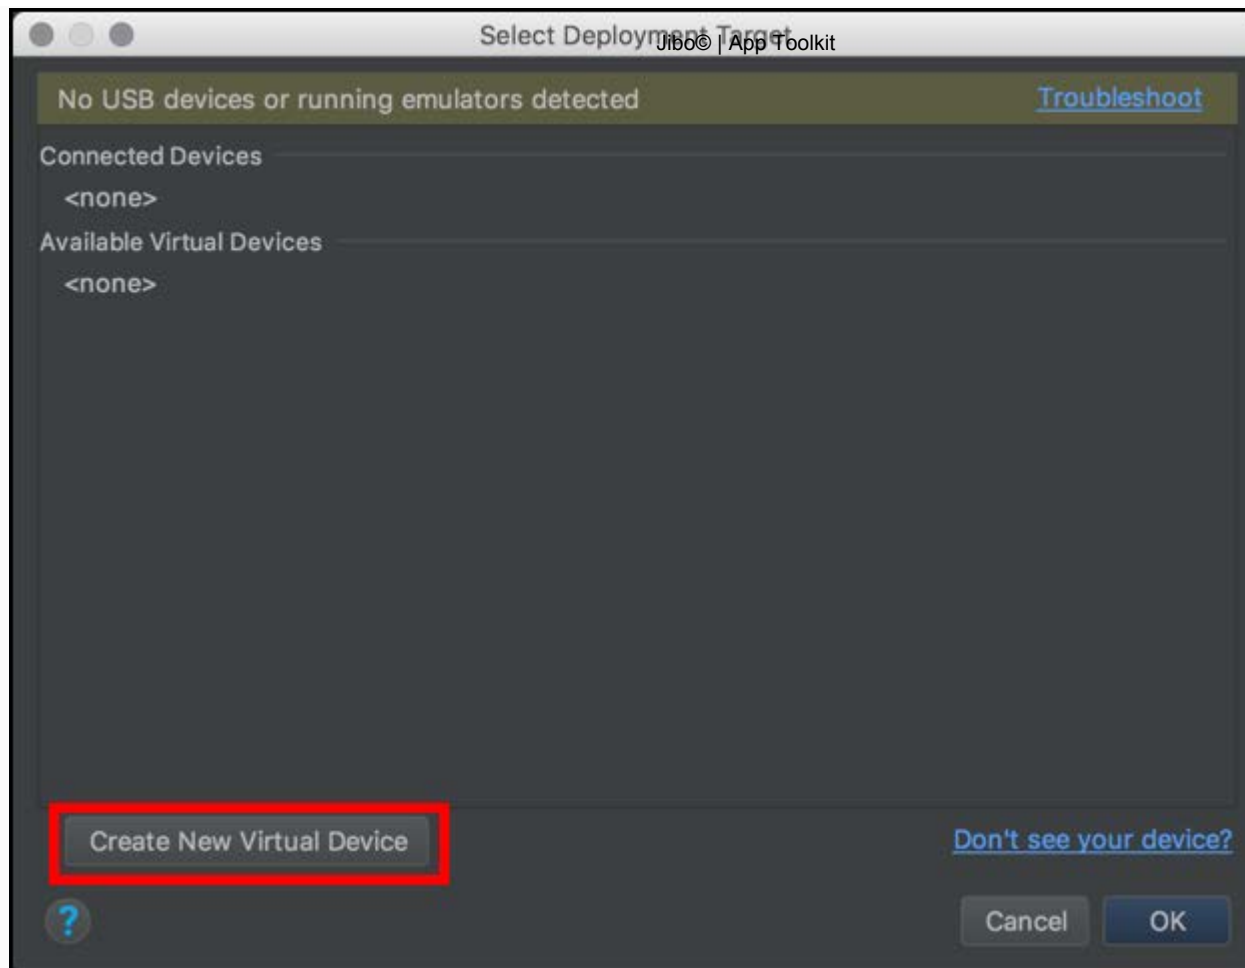 Select Deployment Target
Jibo© | App Toolkit
No USB devices or running emulators detected
Troubleshoot
Connected Devices
<none>
Available Virtual Devices
<none>
Create New Virtual Device
Don't see your device?
?
Cancel
OK